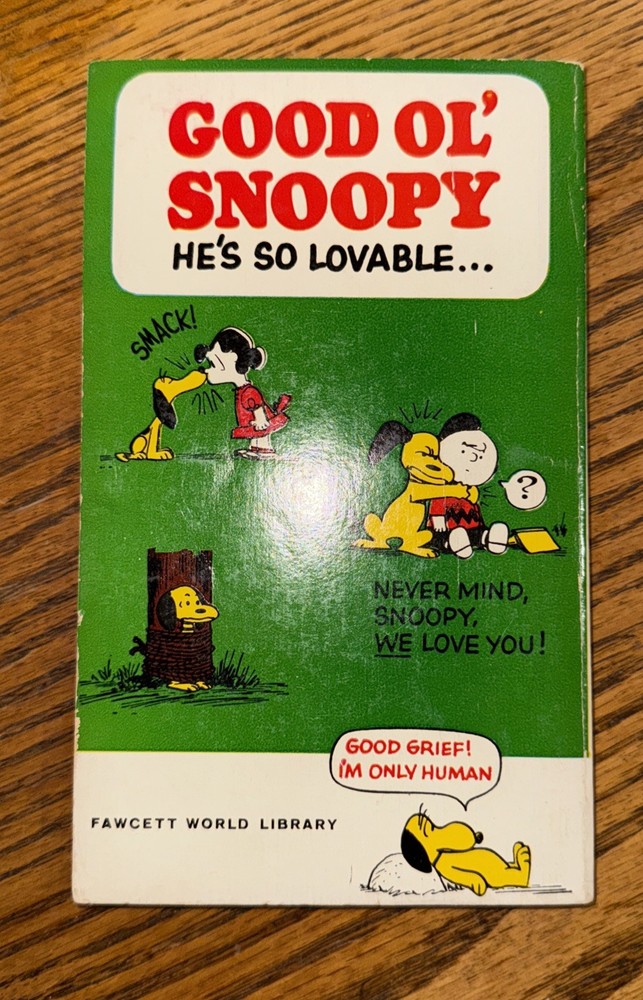 GOOD OL'
SNOOPY
HE'S SO LOVABLE...
SMACK!
?
NEVER MIND,
SNOOPY,
WE LOVE YOU!
GOOD GRIEF!
I'M ONLY HUMAN
FAWCETT WORLD LIBRARY